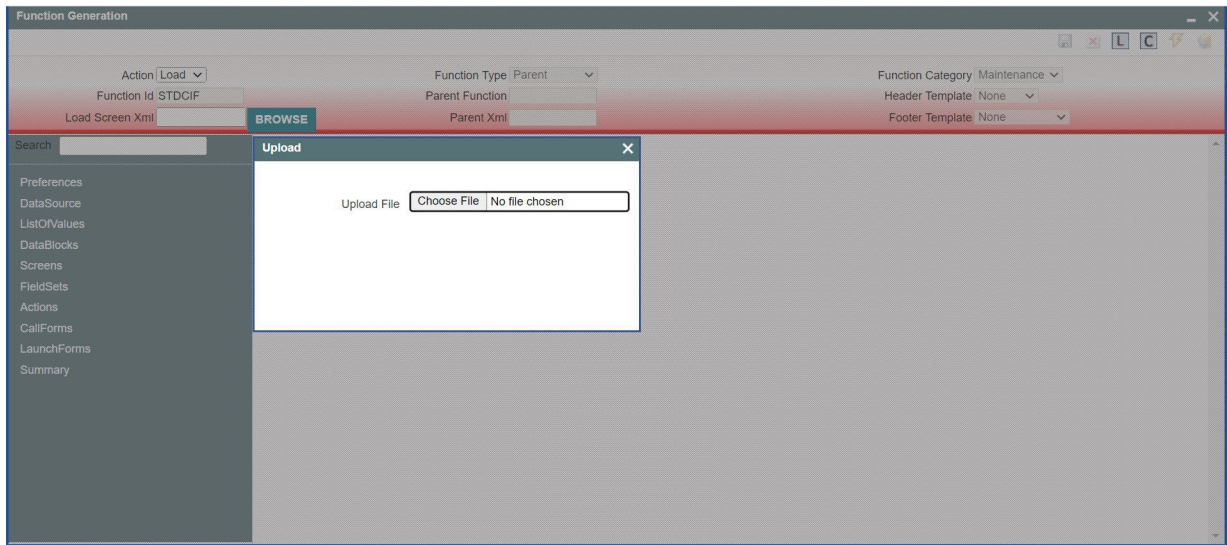 Function Generation
L C
Action Load Function Type Parent Function Category Maintenance
Function Id STDCIF Parent Function Header Template None
Load Screen Xml BROWSE Parent Xml Footer Template None
Search
Upload
Upload File Choose File No file chosen
Preferences
DataSource
ListOfValues
DataBlocks
Screens
FieldSets
Actions
CallForms
LaunchForms
Summary